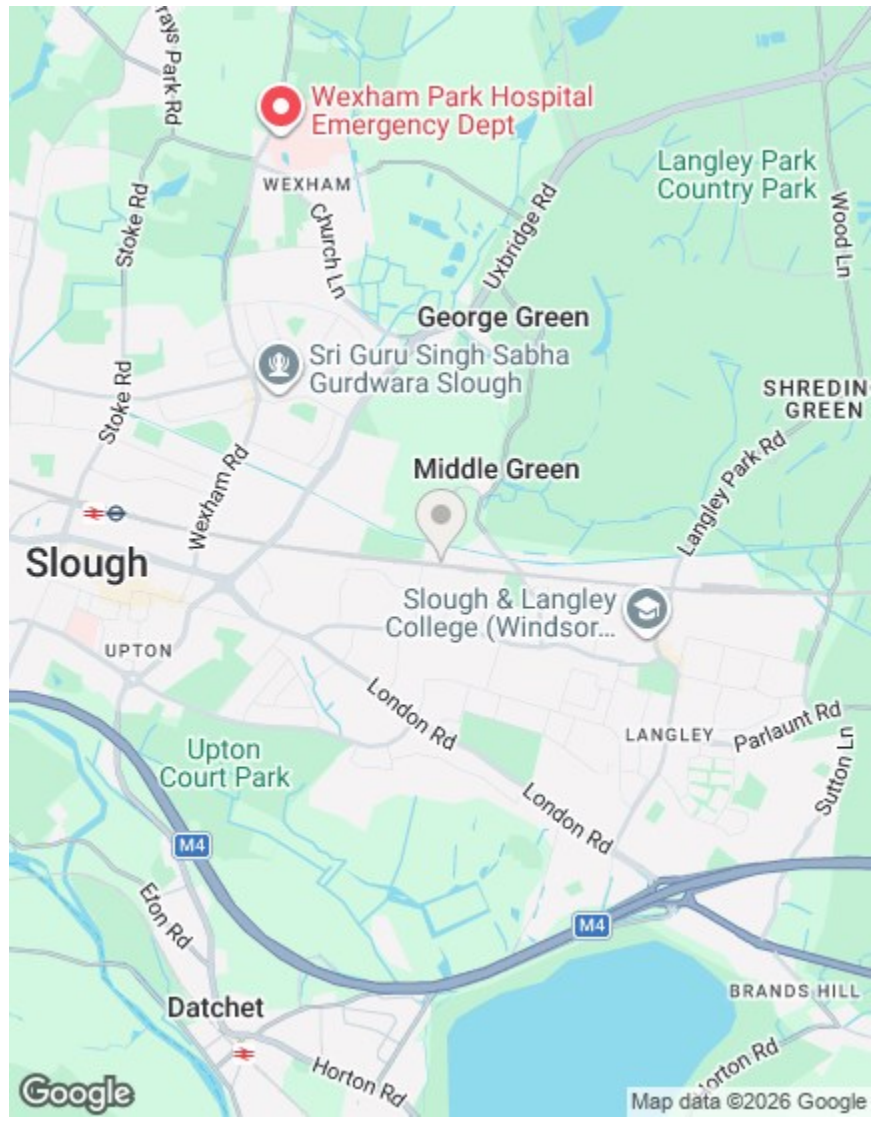 rays Park Rd
Wexham Park Hospital
Emergency Dept
Langley Park
Country Park
WEXHAM
Stoke Rd
Church Ln
Uxbridge Rd
Wood Ln
George Green
Sri Guru Singh Sabha
Gurdwara Slough
Stoke Rd
SHREDIN
GREEN
Middle Green
Wexham Rd
Langley Park Rd
Slough
Slough & Langley
College (Windsor...
UPTON
London Rd
LANGLEY
Parlaunt Rd
Upton
Court Park
Sutton Ln
London Rd
M4
Eton Rd
M4
BRANDS HILL
Datchet
Horton Rd
Horton Rd
Google
Map data ©2026 Google